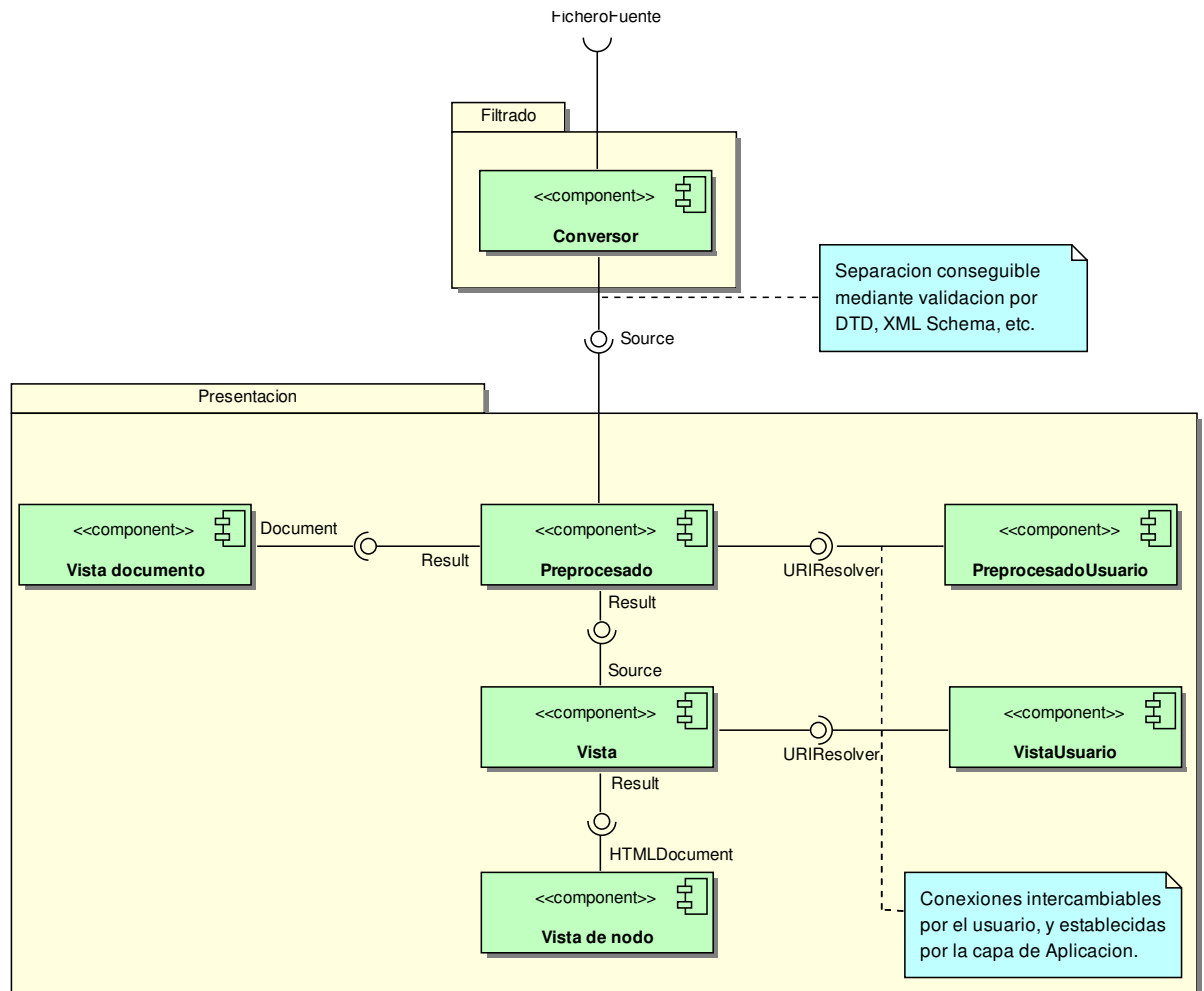 FicheroFuente
Filtrado
<<component>>
Conversor
Separacion conseguible
mediante validacion por
DTD, XML Schema, etc.
Source
Presentacion
<<component>>
Vista documento
Document
Result
<<component>>
Preprocesado
URIResolver
<<component>>
PreprocesadoUsuario
Result
Source
<<component>>
Vista
URIResolver
<<component>>
VistaUsuario
Result
HTMLDocument
<<component>>
Vista de nodo
Conexiones intercambiables
por el usuario, y establecidas
por la capa de Aplicacion.